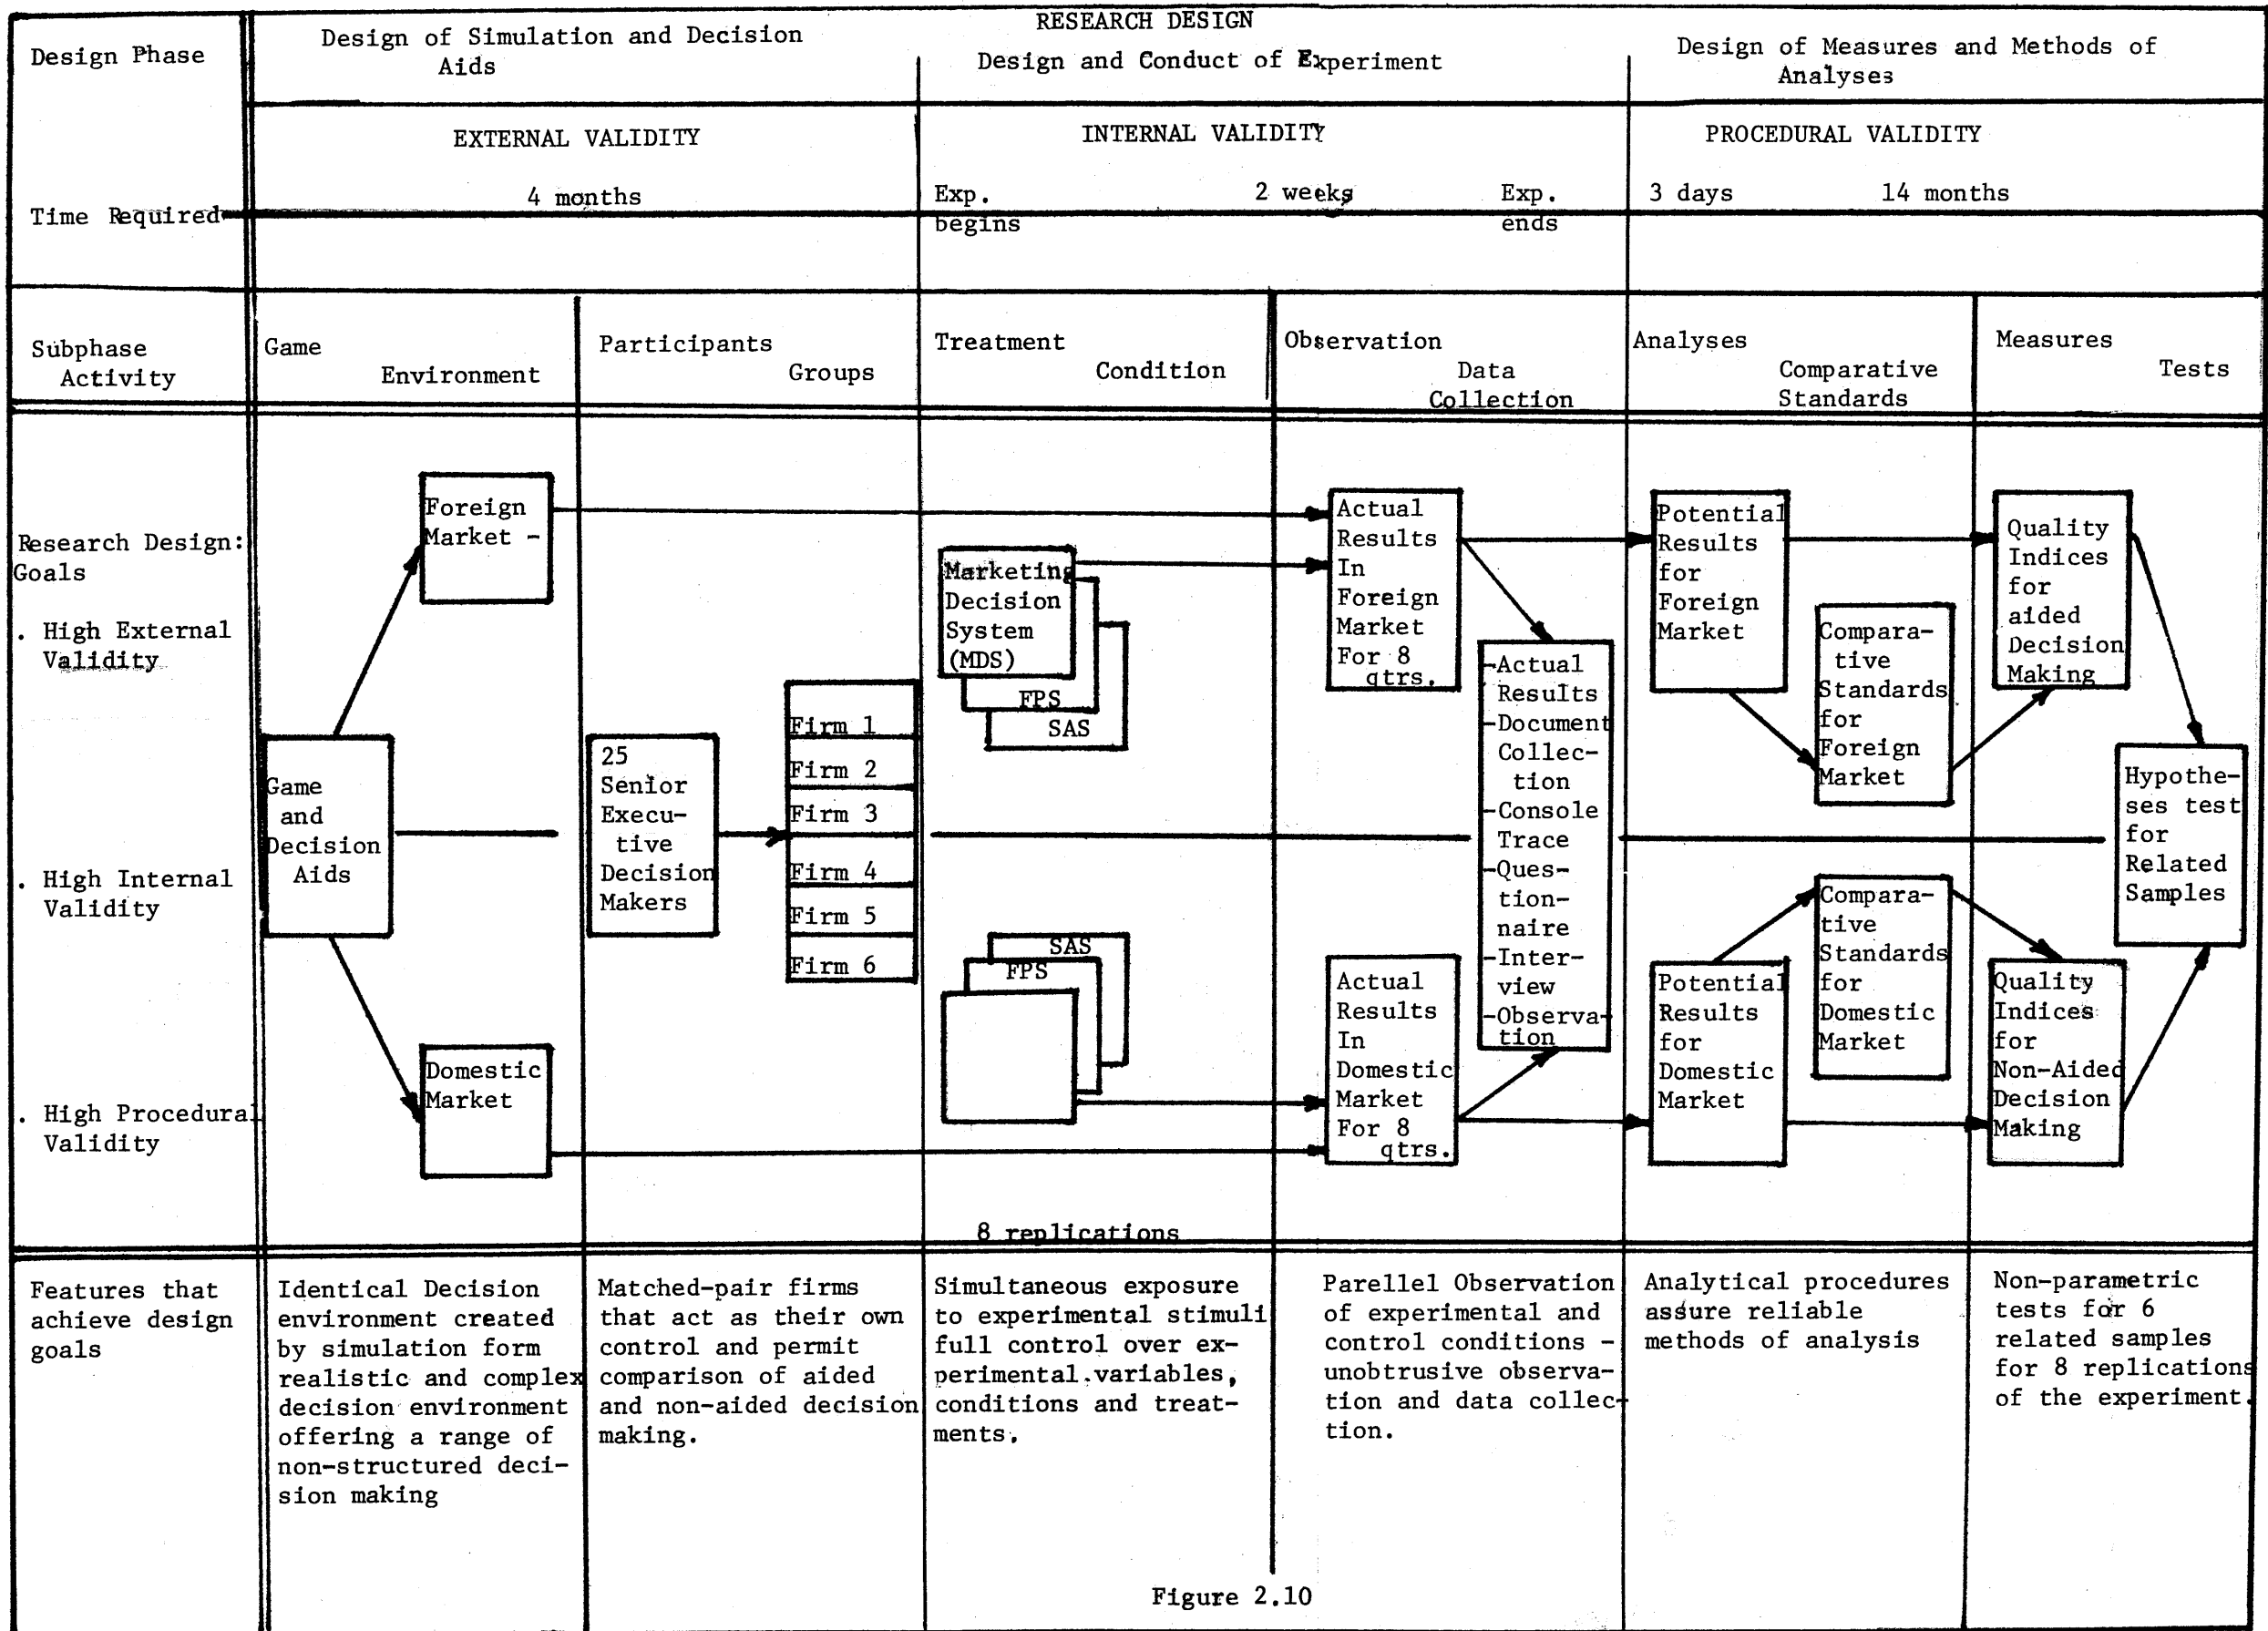 RESEARCH DESIGN
Design Phase
Design of Simulation and Decision
Aids
Design and Conduct of Experiment
Design of Measures and Methods of
Analyses
EXTERNAL VALIDITY
INTERNAL VALIDITY
PROCEDURAL VALIDITY
Time Required
4 months
Exp.
begins
2 weeks
Exp.
ends
3 days
14 months
Subphase
Activity
Game
Environment
Participants
Groups
Treatment
Condition
Observation
Data
Collection
Analyses
Comparative
Standards
Measures
Tests
Research Design:
Goals
. High External
Validity
. High Internal
Validity
. High Procedural
Validity
Game
and
Decision
Aids
Foreign
Market -
Domestic
Market
25
Senior
Execu-
tive
Decision
Makers
Firm 1
Firm 2
Firm 3
Firm 4
Firm 5
Firm 6
Marketing
Decision
System
(MDS)
FPS
SAS
SAS
FPS
8 replications
Actual
Results
In
Foreign
Market
For 8
qtrs.
-Actual
Results
-Document
Collec-
tion
-Console
Trace
-Ques-
tion-
naire
-Inter-
view
-Observa-
tion
Actual
Results
In
Domestic
Market
For 8
qtrs.
Potential
Results
for
Foreign
Market
Compara-
tive
Standards
for
Foreign
Market
Compara-
tive
Standards
for
Domestic
Market
Potential
Results
for
Domestic
Market
Quality
Indices
for
aided
Decision
Making
Hypothe-
ses test
for
Related
Samples
Quality
Indices
for
Non-Aided
Decision
Making
Features that
achieve design
goals
Identical Decision
environment created
by simulation form
realistic and complex
decision environment
offering a range of
non-structured deci-
sion making
Matched-pair firms
that act as their own
control and permit
comparison of aided
and non-aided decision
making.
Simultaneous exposure
to experimental stimuli
full control over ex-
perimental variables,
conditions and treat-
ments.
Parellel Observation
of experimental and
control conditions -
unobtrusive observa-
tion and data collec-
tion.
Analytical procedures
assure reliable
methods of analysis
Non-parametric
tests for 6
related samples
for 8 replications
of the experiment.
Figure 2.10